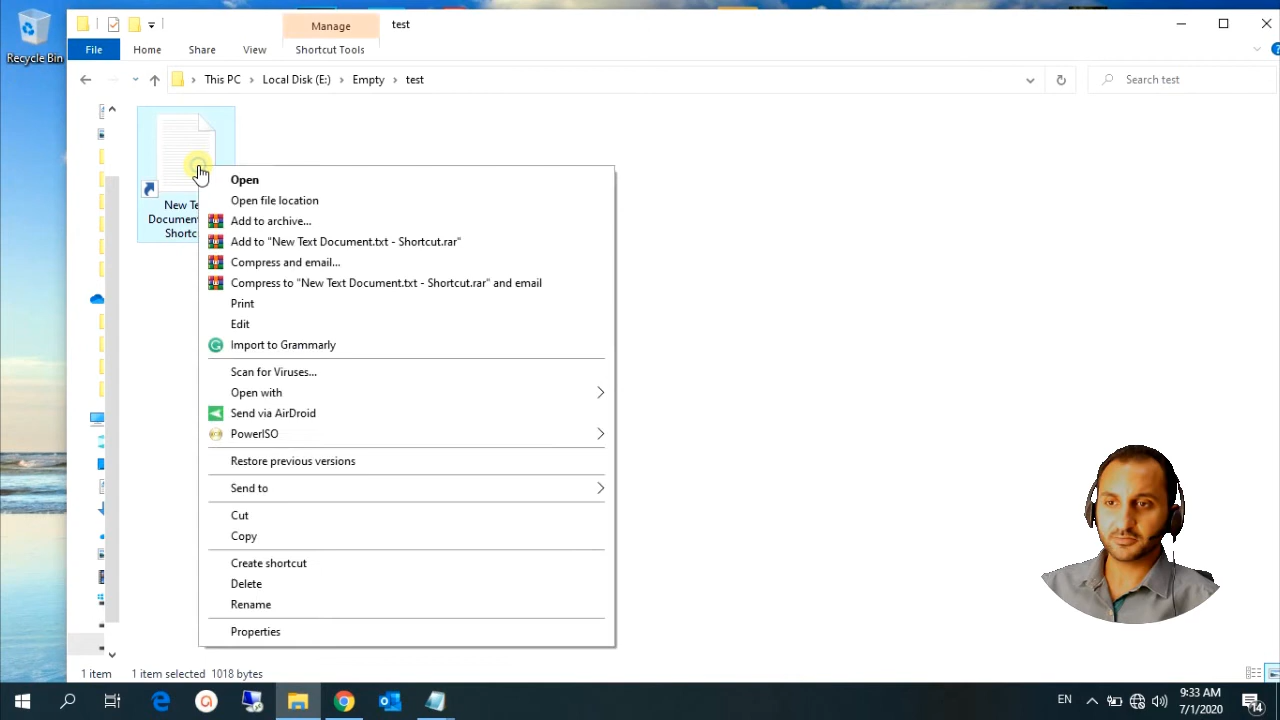 Recycle Bin
Manage
test
File
Home
Share
View
Shortcut Tools
This PC
Local Disk (E:)
Empty
test
Search test
New Te
Document
Shortc
Open
Open file location
Add to archive...
Add to "New Text Document.txt - Shortcut.rar"
Compress and email...
Compress to "New Text Document.txt - Shortcut.rar" and email
Print
Edit
Import to Grammarly
Scan for Viruses...
Open with
Send via AirDroid
PowerISO
Restore previous versions
Send to
Cut
Copy
Create shortcut
Delete
Rename
Properties
1 item
1 item selected 1018 bytes
EN
9:33 AM
7/1/2020
14